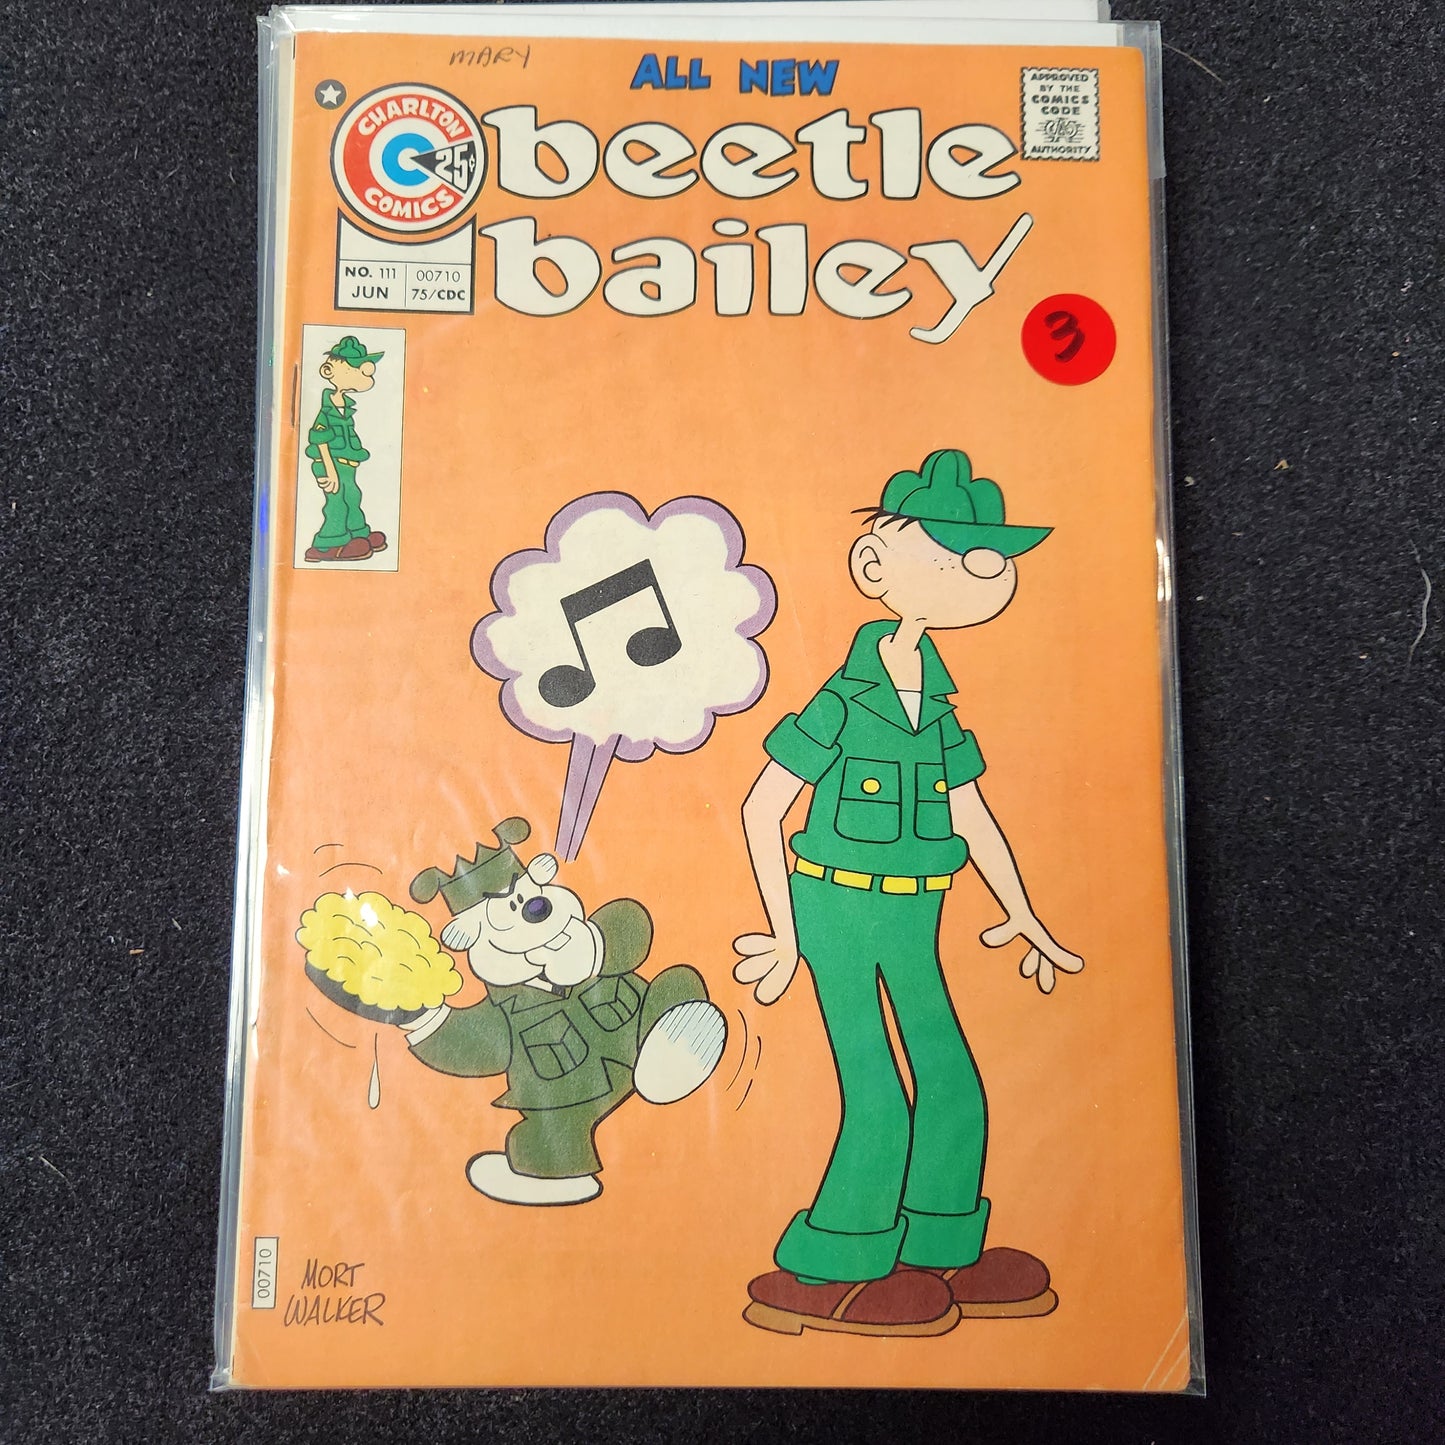 MARY
ALL NEW
beetle
bailey
CHARLTON
25¢
COMICS
APPROVED
BY THE
COMICS
CODE
AUTHORITY
NO. 111 00710
JUN 75/CDC
3
00710
MORT
WALKER